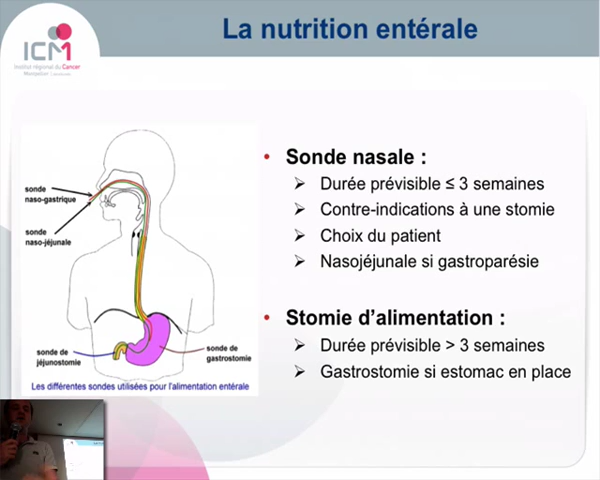 La nutrition entérale
ICM
Institut régional du Cancer
Montpellier
sonde
naso-gastrique
sonde
naso-jéjunale
sonde de
jéjunostomie
sonde de
gastrostomie
Les différentes sondes utilisées pour l'alimentation entérale
• Sonde nasale :
➢ Durée prévisible ≤ 3 semaines
➢ Contre-indications à une stomie
➢ Choix du patient
➢ Nasojéjunale si gastroparésie
• Stomie d'alimentation :
➢ Durée prévisible > 3 semaines
➢ Gastrostomie si estomac en place